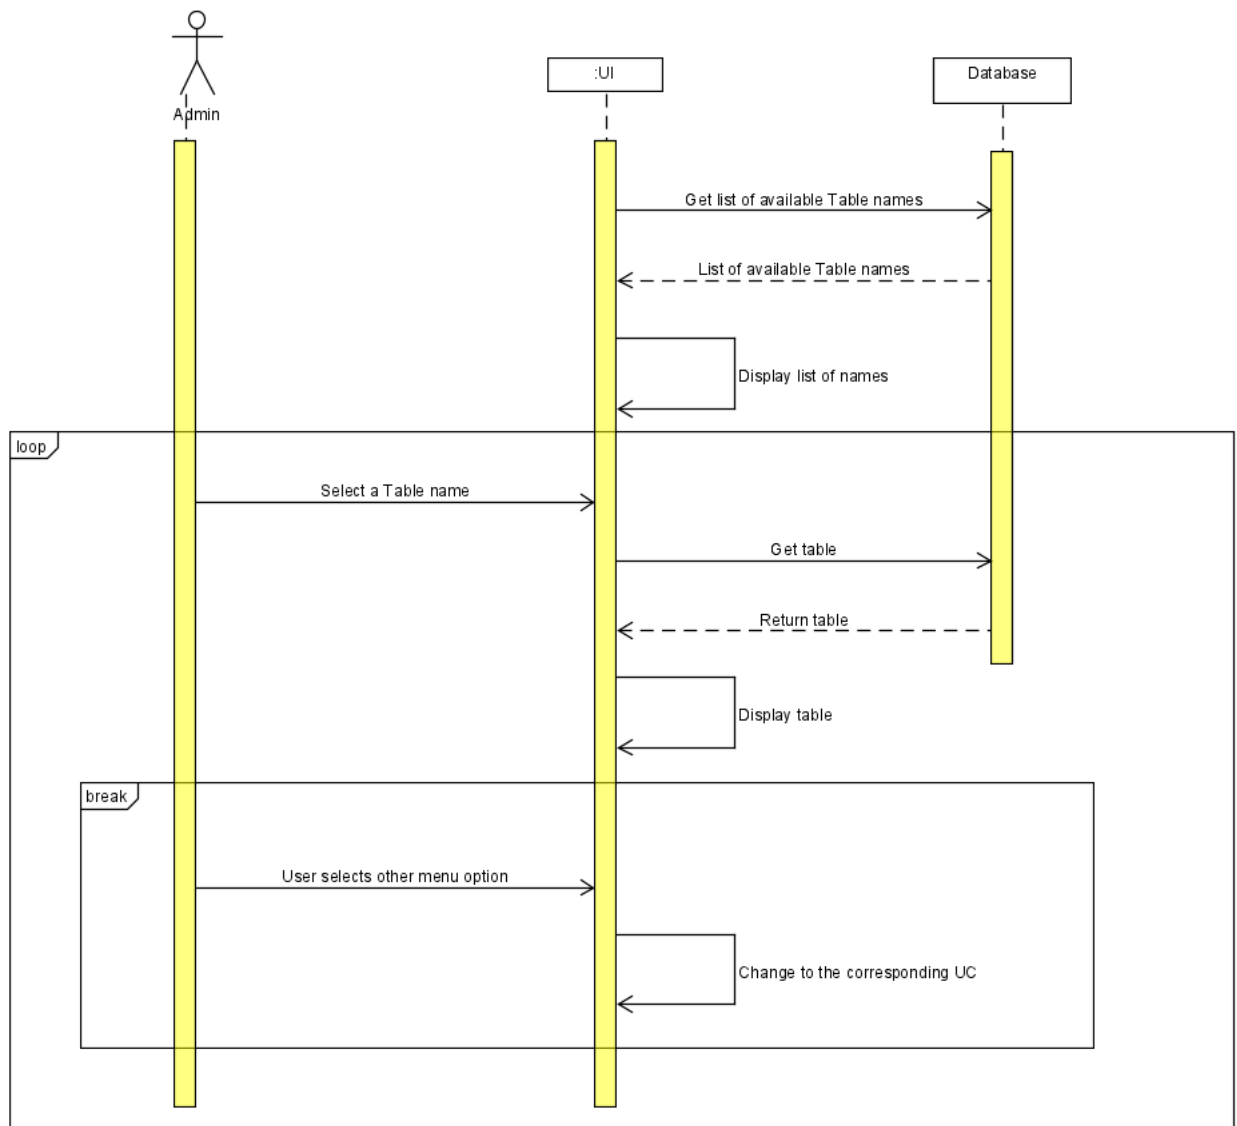 Admin
:UI
Database
Get list of available Table names
List of available Table names
Display list of names
loop
Select a Table name
Get table
Return table
Display table
break
User selects other menu option
Change to the corresponding UC